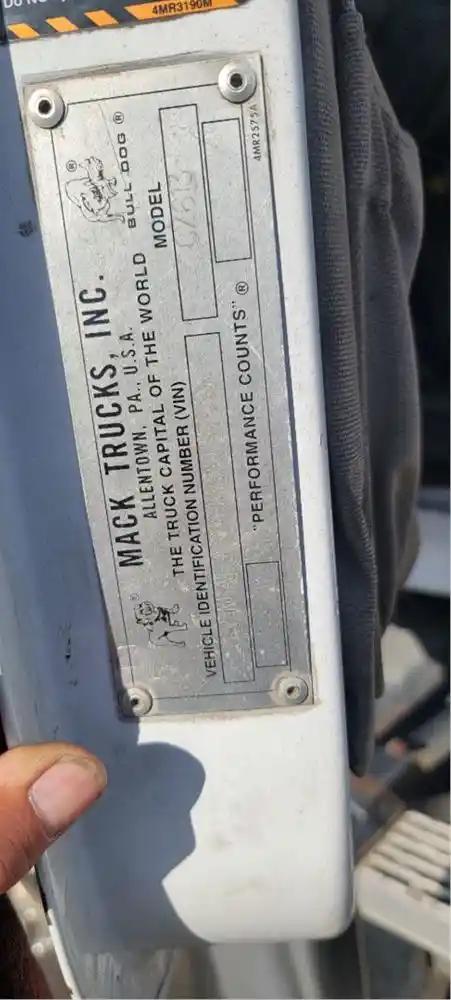 4MR3190M
MACK TRUCKS, INC.
ALLENTOWN, PA., U.S.A.
THE TRUCK CAPITAL OF THE WORLD
BULL DOG ®
VEHICLE IDENTIFICATION NUMBER (VIN)
MODEL
"PERFORMANCE COUNTS" ®
4MR2575A